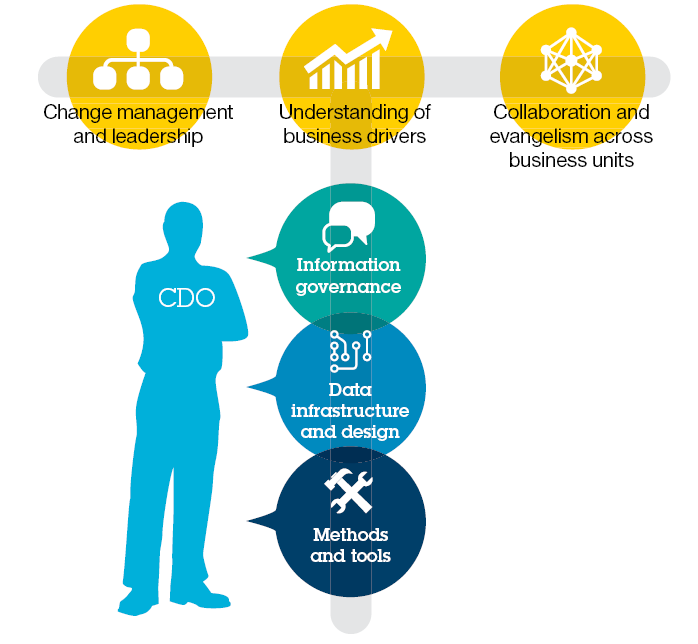 Change management
and leadership
Understanding of
business drivers
Collaboration and
evangelism across
business units
CDO
Information
governance
Data
infrastructure
and design
Methods
and tools